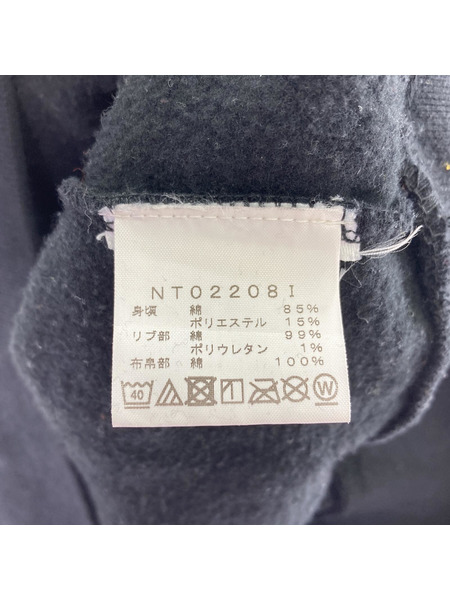 NT02208I
身頃 綿 85%
ポリエステル 15%
リブ部 綿 99%
ポリウレタン 1%
布帛部 綿 100%
40 W